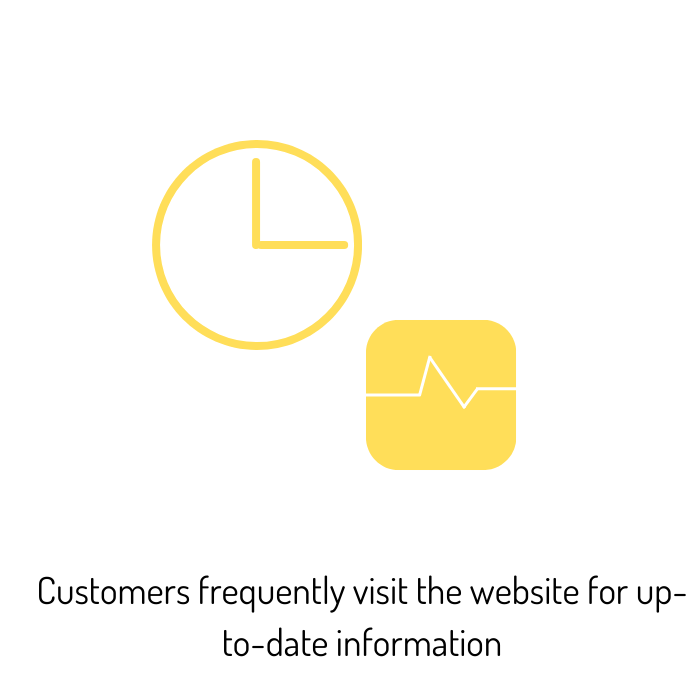 Customers frequently visit the website for up-
to-date information